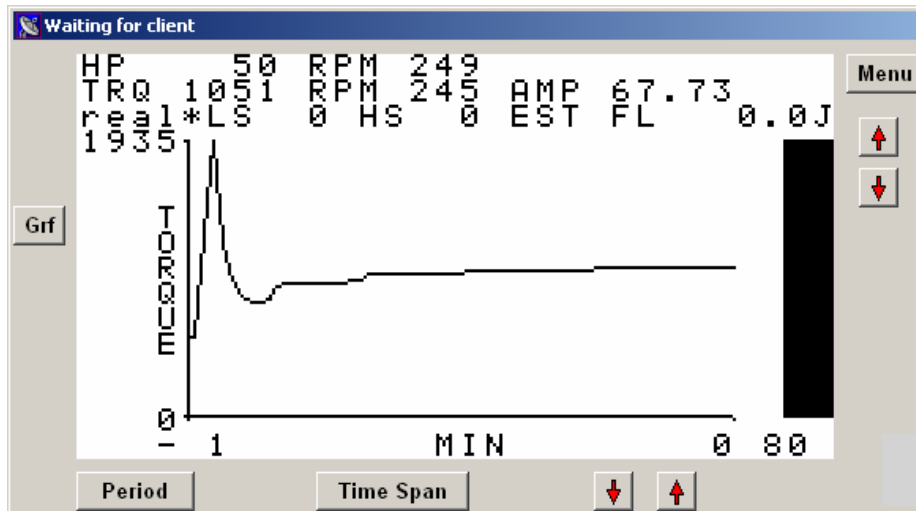 Waiting for client
HP 50 RPM 249
TRQ 1051 RPM 245 AMP 67.73
real*LS 0 HS 0 EST FL 0.0J
1935
TORQUE
0
- 1 MIN 0 80
Menu
Grf
Period
Time Span